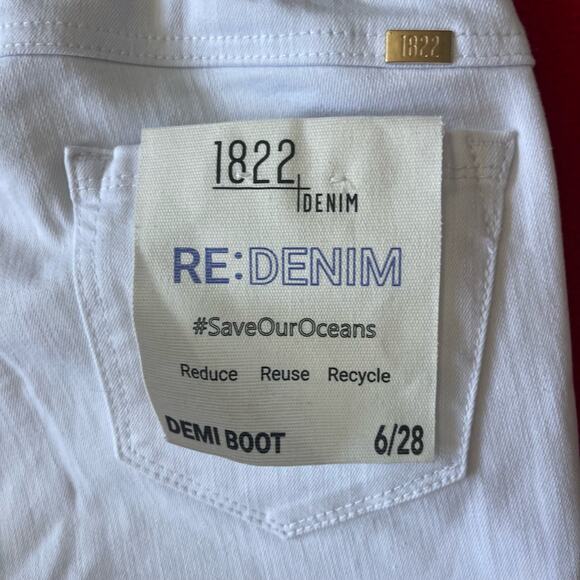 1822
1822
DENIM
RE:DENIM
#SaveOurOceans
Reduce Reuse Recycle
DEMI BOOT 6/28